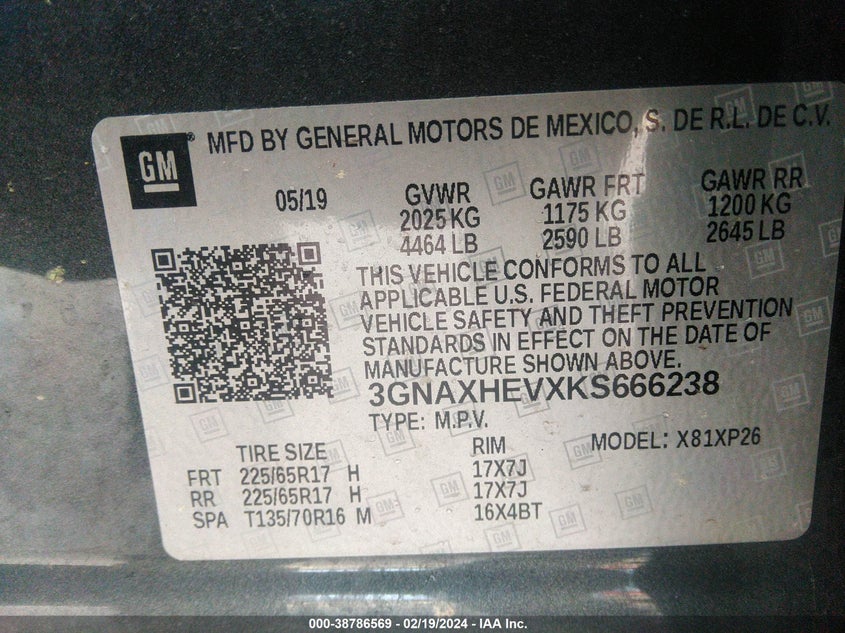 GM ® MFD BY GENERAL MOTORS DE MEXICO, S. DE R.L. DE C.V.
05/19 GVWR GAWR FRT GAWR RR
2025 KG 1175 KG 1200 KG
4464 LB 2590 LB 2645 LB
THIS VEHICLE CONFORMS TO ALL
APPLICABLE U.S. FEDERAL MOTOR
VEHICLE SAFETY AND THEFT PREVENTION
STANDARDS IN EFFECT ON THE DATE OF
MANUFACTURE SHOWN ABOVE.
3GNAXHEVXKS666238
TYPE: M.P.V.
TIRE SIZE RIM MODEL: X81XP26
FRT 225/65R17 H 17X7J
RR 225/65R17 H 17X7J
SPA T135/70R16 M 16X4BT
000-38786569 / 02/19/2024 - IAA Inc.